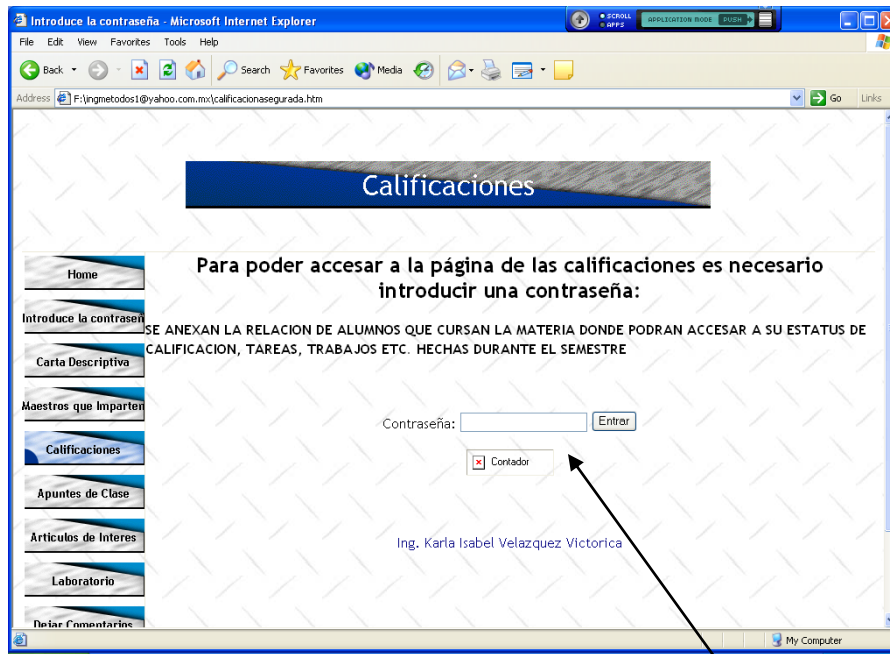 Introduce la contraseña - Microsoft Internet Explorer
SCROLL
APPS
APPLICATION MODE
PUSH
File Edit View Favorites Tools Help
Back Search Favorites Media
Address F:\ingmetodos1@yahoo.com.mx\calificacionasegurada.htm Go Links
Calificaciones
Para poder accesar a la página de las calificaciones es necesario
introducir una contraseña:
SE ANEXAN LA RELACION DE ALUMNOS QUE CURSAN LA MATERIA DONDE PODRAN ACCESAR A SU ESTATUS DE
CALIFICACION, TAREAS, TRABAJOS ETC. HECHAS DURANTE EL SEMESTRE
Home
Introduce la contraseñ
Carta Descriptiva
Maestros que Imparten
Calificaciones
Apuntes de Clase
Articulos de Interes
Laboratorio
Dejar Comentarios
Contraseña: Entrar
Contador
Ing. Karla Isabel Velazquez Victorica
My Computer